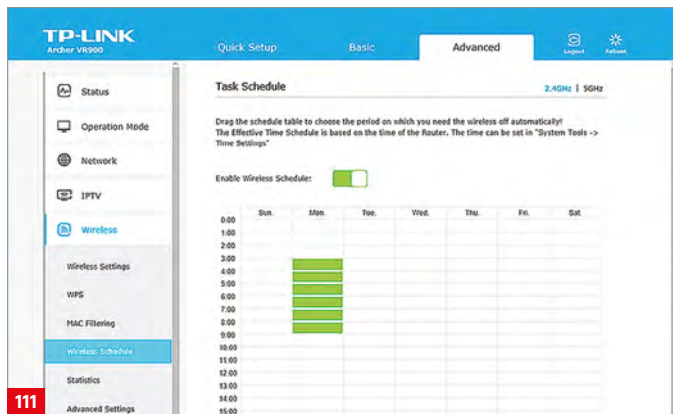 TP-LINK
Archer VR900
Quick Setup
Basic
Advanced
Logout
Reboot
Status
Operation Mode
Network
IPTV
Wireless
Wireless Settings
WPS
MAC Filtering
Wireless Schedule
Statistics
Advanced Settings
Task Schedule
2.4GHz | 5GHz
Drag the schedule table to choose the period on which you need the wireless off automatically!
The Effective Time Schedule is based on the time of the Router. The time can be set in "System Tools ->
Time Settings"
Enable Wireless Schedule:
Sun. Mon. Tue. Wed. Thu. Fri. Sat.
0:00
1:00
2:00
3:00
4:00
5:00
6:00
7:00
8:00
9:00
10:00
11:00
12:00
13:00
14:00
15:00
111